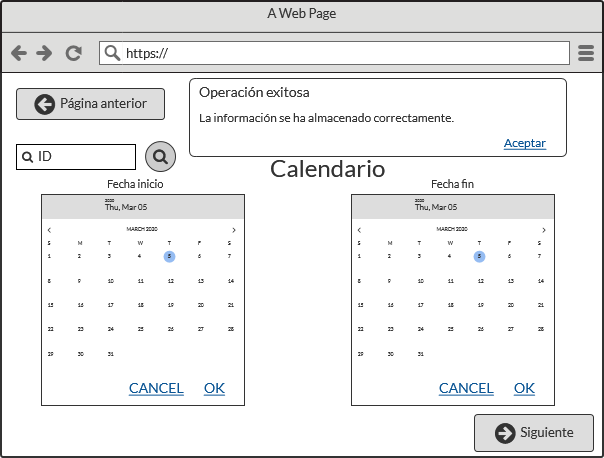 A Web Page
https://
Página anterior
Operación exitosa
La información se ha almacenado correctamente.
Aceptar
ID
Calendario
Fecha inicio
2020
Thu, Mar 05
MARCH 2020
S M T W T F S
1 2 3 4 5 6 7
8 9 10 11 12 13 14
15 16 17 18 19 20 21
22 23 24 25 26 27 28
29 30 31
CANCEL OK
Fecha fin
2020
Thu, Mar 05
MARCH 2020
S M T W T F S
1 2 3 4 5 6 7
8 9 10 11 12 13 14
15 16 17 18 19 20 21
22 23 24 25 26 27 28
29 30 31
CANCEL OK
Siguiente